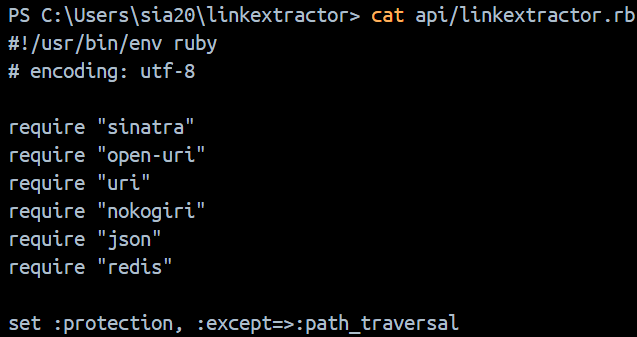 PS C:\Users\sia20\linkextractor> cat api/linkextractor.rb
#!/usr/bin/env ruby
# encoding: utf-8
require "sinatra"
require "open-uri"
require "uri"
require "nokogiri"
require "json"
require "redis"
set :protection, :except=>:path_traversal